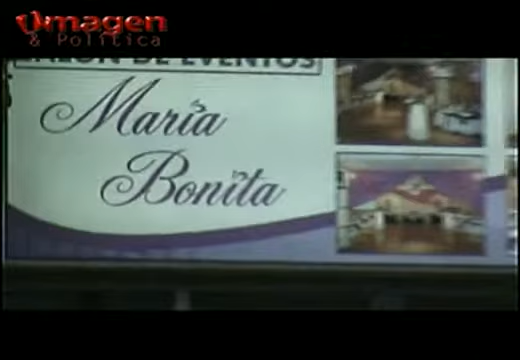 Imagen
& Política
SALON DE EVENTOS
María
Bonita